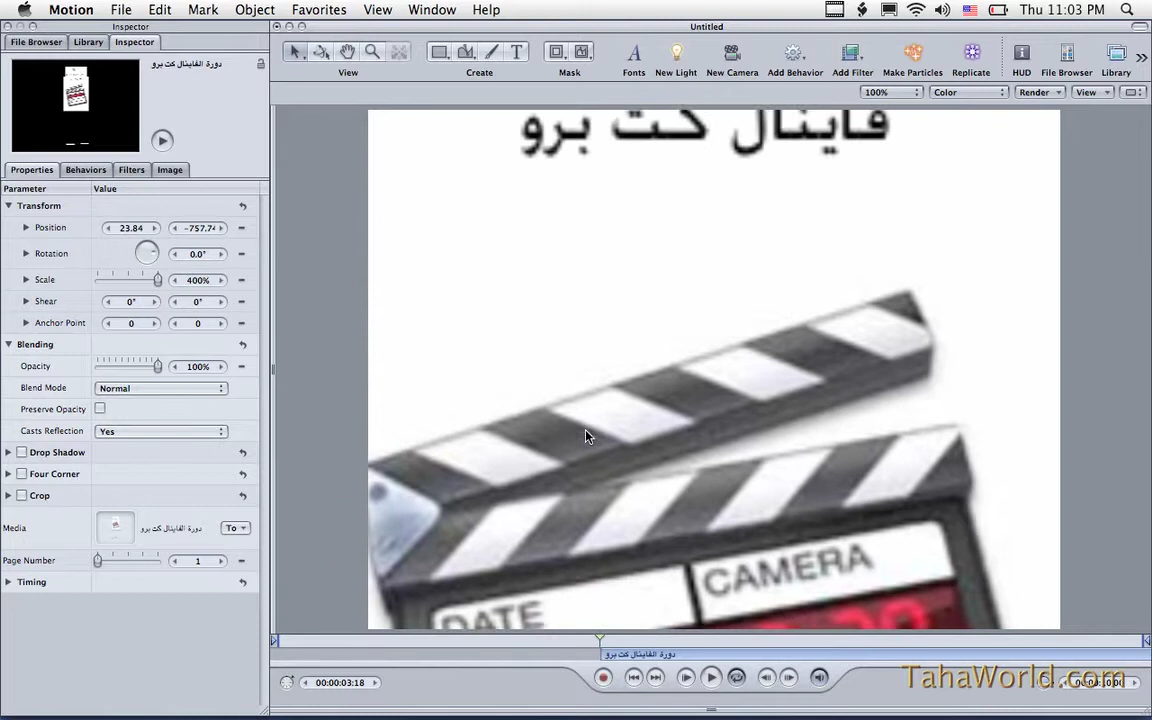 Motion File Edit Mark Object Favorites View Window Help Thu 11:03 PM
Inspector
Untitled
File Browser Library Inspector
دورة الفاينال كت برو
View Create Mask Fonts New Light New Camera Add Behavior Add Filter Make Particles Replicate HUD File Browser Library
100% Color Render View
Properties Behaviors Filters Image
Parameter Value
Transform
Position 23.84 -757.74
Rotation 0.0°
Scale 400%
Shear 0° 0°
Anchor Point 0 0
Blending
Opacity 100%
Blend Mode Normal
Preserve Opacity
Casts Reflection Yes
Drop Shadow
Four Corner
Crop
Media دورة الفاينال كت برو To
Page Number 1
Timing
فاينال كت برو
CAMERA
DATE
دورة الفاينال كت برو
00:00:03:18
TahaWorld.com